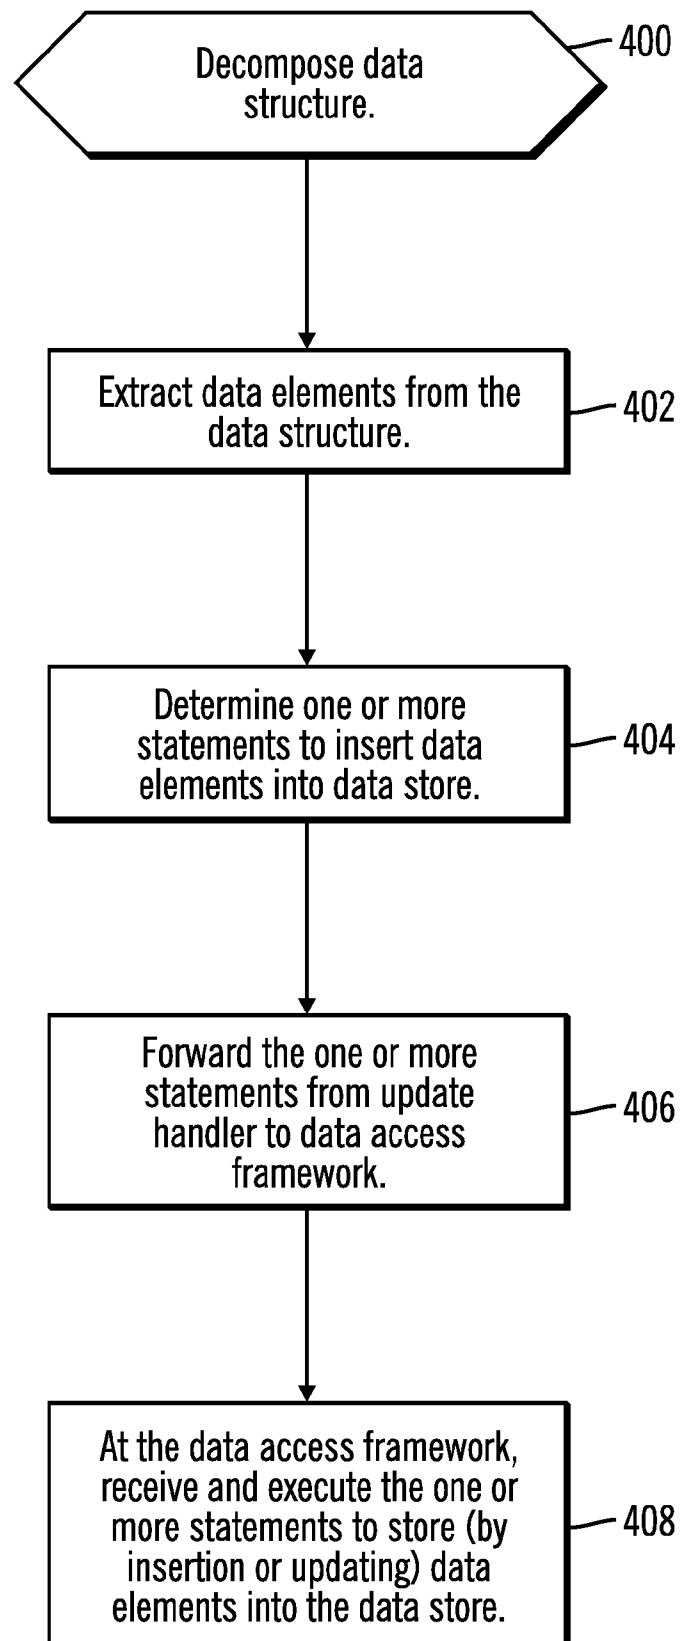 Decompose data
structure.
400
Extract data elements from the
data structure.
402
Determine one or more
statements to insert data
elements into data store.
404
Forward the one or more
statements from update
handler to data access
framework.
406
At the data access framework,
receive and execute the one or
more statements to store (by
insertion or updating) data
elements into the data store.
408